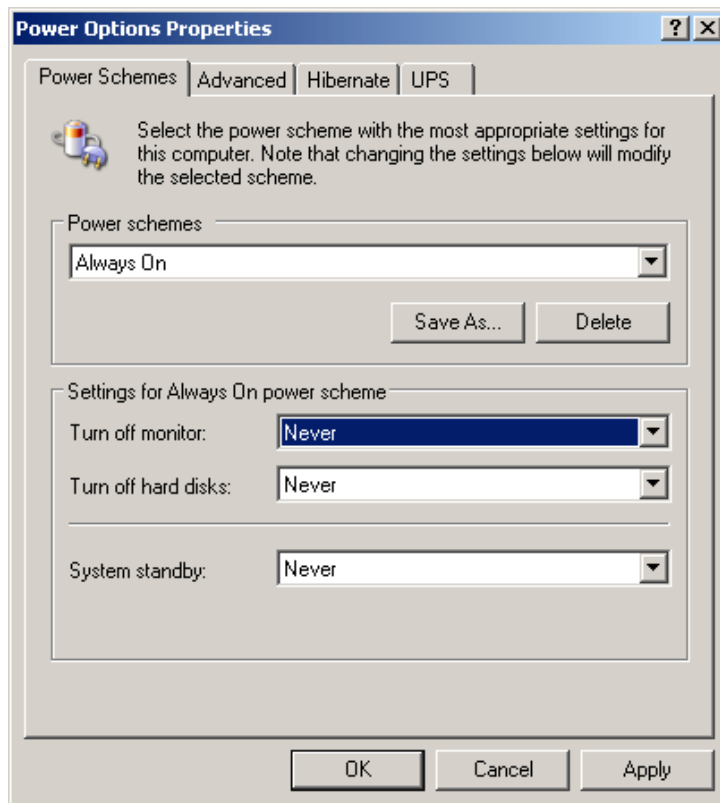 Power Options Properties
Power Schemes Advanced Hibernate UPS
Select the power scheme with the most appropriate settings for
this computer. Note that changing the settings below will modify
the selected scheme.
Power schemes
Always On
Save As... Delete
Settings for Always On power scheme
Turn off monitor: Never
Turn off hard disks: Never
System standby: Never
OK Cancel Apply